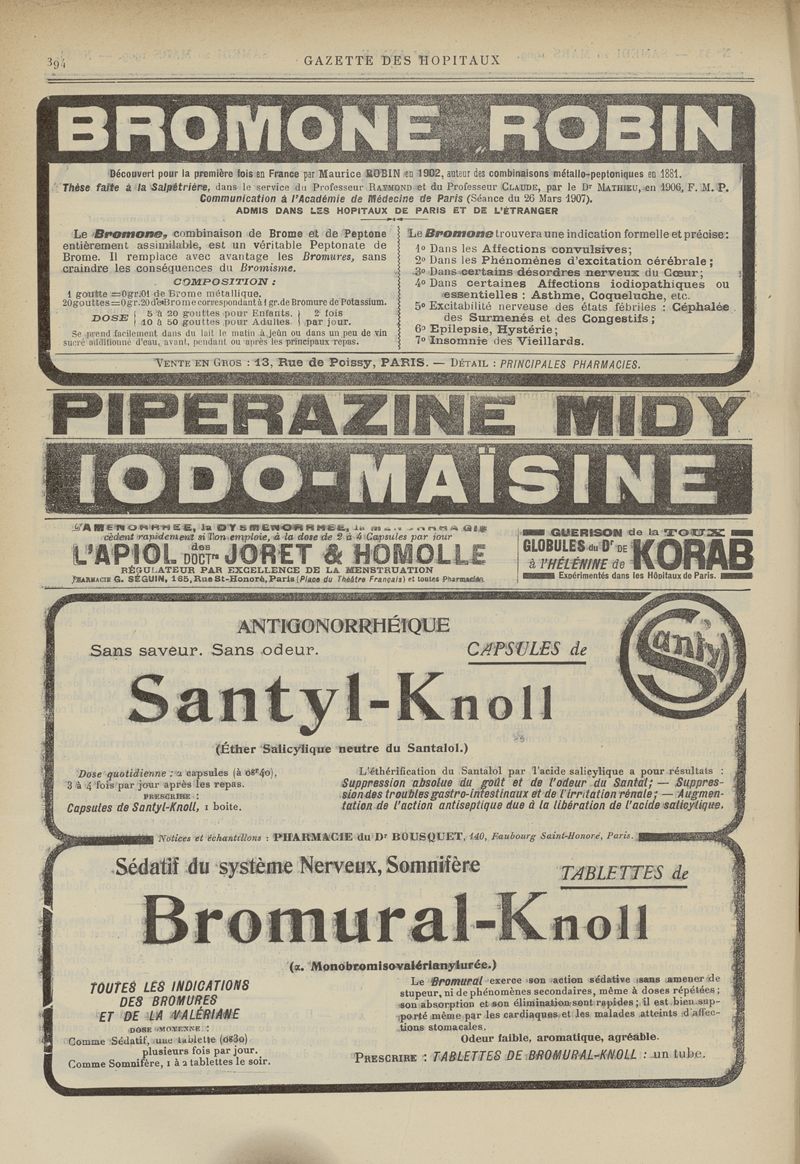 394
GAZETTE DES HOPITAUX
BROMONE ROBIN
Découvert pour la première fois en France par Maurice ROBIN en 1902, auteur des combinaisons métallo-peptoniques en 1881.
Thèse faite à la Salpêtrière, dans le service du Professeur RAYMOND et du Professeur CLAUDE, par le Dr MATHIEU, en 1906, F. M. P.
Communication à l'Académie de Médecine de Paris (Séance du 26 Mars 1907).
ADMIS DANS LES HOPITAUX DE PARIS ET DE L'ÉTRANGER
Le Bromone, combinaison de Brome et de Peptone
entièrement assimilable, est un véritable Peptonate de
Brome. Il remplace avec avantage les Bromures, sans
craindre les conséquences du Bromisme.
COMPOSITION :
1 goutte = 0gr,01 de Brome métallique.
20 gouttes = 0gr.20 de Brome correspondant à 1 gr. de Bromure de Potassium.
DOSE { 5 à 20 gouttes pour Enfants. } 2 fois
10 à 50 gouttes pour Adultes. } par jour.
Se prend facilement dans du lait le matin à jeûn ou dans un peu de vin
sucré additionné d'eau, avant, pendant ou après les principaux repas.
Le Bromone trouvera une indication formelle et précise:
1º Dans les Affections convulsives;
2º Dans les Phénomènes d'excitation cérébrale;
3º Dans certains désordres nerveux du Cœur;
4º Dans certaines Affections iodiopathiques ou
essentielles : Asthme, Coqueluche, etc.
5º Excitabilité nerveuse des états fébriles : Céphalée
des Surmenés et des Congestifs;
6º Epilepsie, Hystérie;
7º Insomnie des Vieillards.
VENTE EN GROS : 13, Rue de Poissy, PARIS. — DÉTAIL : PRINCIPALES PHARMACIES.
PIPERAZINE MIDY
IODO-MAÏSINE
L'AMENORRHEE, la DYSMENORRHEE, la
cèdent rapidement si l'on emploie, à la dose de 2 à 4 Capsules par jour
L'APIOL des DOCTrs JORET & HOMOLLE
RÉGULATEUR PAR EXCELLENCE DE LA MENSTRUATION
PHARMACIE G. SÉGUIN, 165, Rue St-Honoré, Paris (Place du Théâtre Français) et toutes Pharmacies.
GUERISON de la TOUX
GLOBULES du Dr DE KORAB
à l'HÉLÉNINE de
Expérimentés dans les Hôpitaux de Paris.
ANTIGONORRHÉIQUE
Sans saveur. Sans odeur.
CAPSULES de
Santyl
Santyl-Knoll
(Éther Salicylique neutre du Santalol.)
Dose quotidienne : 2 capsules (à 0gr40),
3 à 4 fois par jour après les repas.
PRESCRIRE :
Capsules de Santyl-Knoll, 1 boite.
L'éthérification du Santalol par l'acide salicylique a pour résultats :
Suppression absolue du goût et de l'odeur du Santal; — Suppres-
sion des troubles gastro-intestinaux et de l'irritation rénale; — Augmen-
tation de l'action antiseptique due à la libération de l'acide salicylique.
Notices et échantillons : PHARMACIE du Dr BOUSQUET, 140, Faubourg Saint-Honoré, Paris.
Sédatif du système Nerveux, Somnifère
TABLETTES de
Bromural-Knoll
(α. Monobromisovalérianylurée.)
TOUTES LES INDICATIONS
DES BROMURES
ET DE LA VALÉRIANE
DOSE MOYENNE :
Comme Sédatif, une tablette (0g30)
plusieurs fois par jour.
Comme Somnifère, 1 à 2 tablettes le soir.
Le Bromural exerce son action sédative sans amener de
stupeur, ni de phénomènes secondaires, même à doses répétées;
son absorption et son élimination sont rapides; il est bien sup-
porté même par les cardiaques et les malades atteints d'affec-
tions stomacales.
Odeur faible, aromatique, agréable.
PRESCRIRE : TABLETTES DE BROMURAL-KNOLL : un tube.